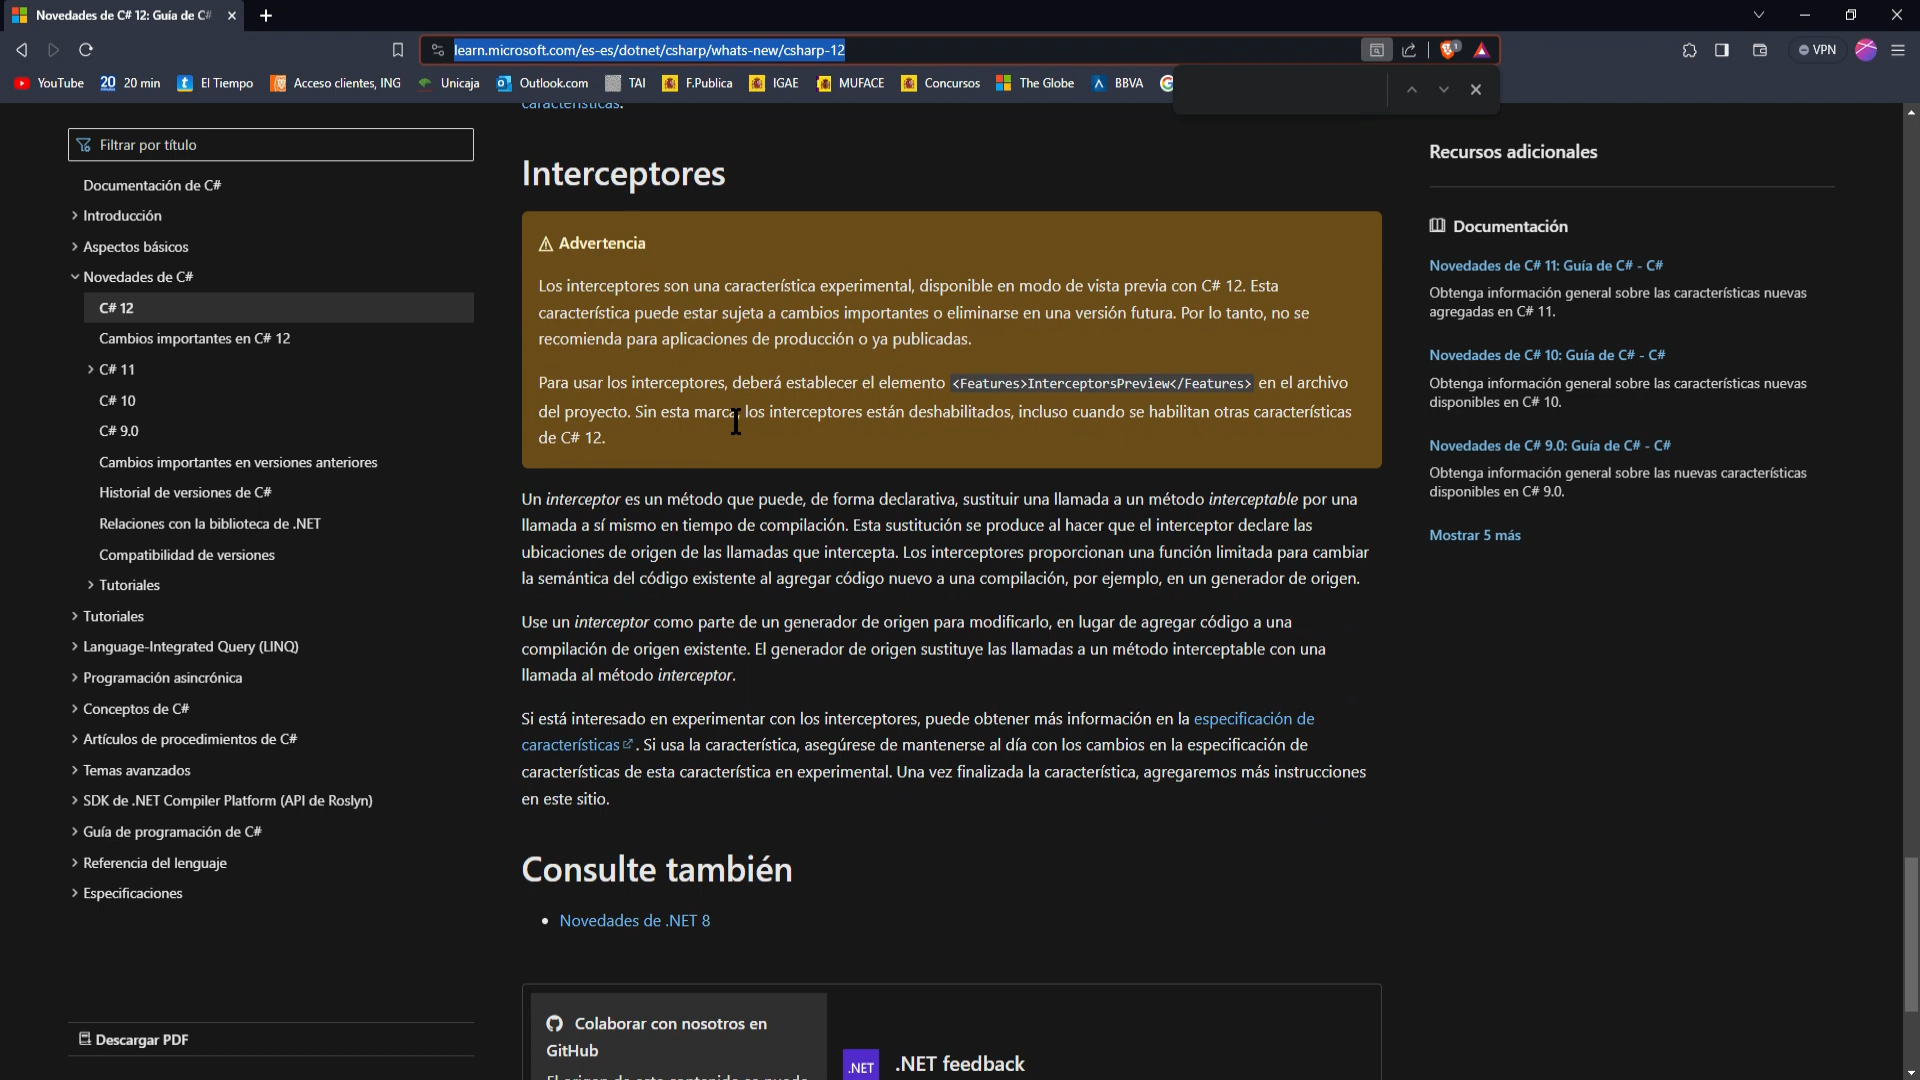 Novedades de C# 12: Guía de C#
learn.microsoft.com/es-es/dotnet/csharp/whats-new/csharp-12
1
VPN
YouTube
20 20 min
t El Tiempo
Acceso clientes, ING
Unicaja
Outlook.com
TAI
F.Publica
IGAE
MUFACE
Concursos
The Globe
BBVA
G
características.
Filtrar por título
Documentación de C#
Introducción
Aspectos básicos
Novedades de C#
C# 12
Cambios importantes en C# 12
C# 11
C# 10
C# 9.0
Cambios importantes en versiones anteriores
Historial de versiones de C#
Relaciones con la biblioteca de .NET
Compatibilidad de versiones
Tutoriales
Tutoriales
Language-Integrated Query (LINQ)
Programación asincrónica
Conceptos de C#
Artículos de procedimientos de C#
Temas avanzados
SDK de .NET Compiler Platform (API de Roslyn)
Guía de programación de C#
Referencia del lenguaje
Especificaciones
Descargar PDF
Interceptores
Advertencia
Los interceptores son una característica experimental, disponible en modo de vista previa con C# 12. Esta
característica puede estar sujeta a cambios importantes o eliminarse en una versión futura. Por lo tanto, no se
recomienda para aplicaciones de producción o ya publicadas.
Para usar los interceptores, deberá establecer el elemento <Features>InterceptorsPreview</Features> en el archivo
del proyecto. Sin esta marca, los interceptores están deshabilitados, incluso cuando se habilitan otras características
de C# 12.
Un interceptor es un método que puede, de forma declarativa, sustituir una llamada a un método interceptable por una
llamada a sí mismo en tiempo de compilación. Esta sustitución se produce al hacer que el interceptor declare las
ubicaciones de origen de las llamadas que intercepta. Los interceptores proporcionan una función limitada para cambiar
la semántica del código existente al agregar código nuevo a una compilación, por ejemplo, en un generador de origen.
Use un interceptor como parte de un generador de origen para modificarlo, en lugar de agregar código a una
compilación de origen existente. El generador de origen sustituye las llamadas a un método interceptable con una
llamada al método interceptor.
Si está interesado en experimentar con los interceptores, puede obtener más información en la especificación de
características. Si usa la característica, asegúrese de mantenerse al día con los cambios en la especificación de
características de esta característica en experimental. Una vez finalizada la característica, agregaremos más instrucciones
en este sitio.
Consulte también
Novedades de .NET 8
Colaborar con nosotros en
GitHub
El origen de este contenido se puede
.NET
.NET feedback
Recursos adicionales
Documentación
Novedades de C# 11: Guía de C# - C#
Obtenga información general sobre las características nuevas
agregadas en C# 11.
Novedades de C# 10: Guía de C# - C#
Obtenga información general sobre las características nuevas
disponibles en C# 10.
Novedades de C# 9.0: Guía de C# - C#
Obtenga información general sobre las nuevas características
disponibles en C# 9.0.
Mostrar 5 más